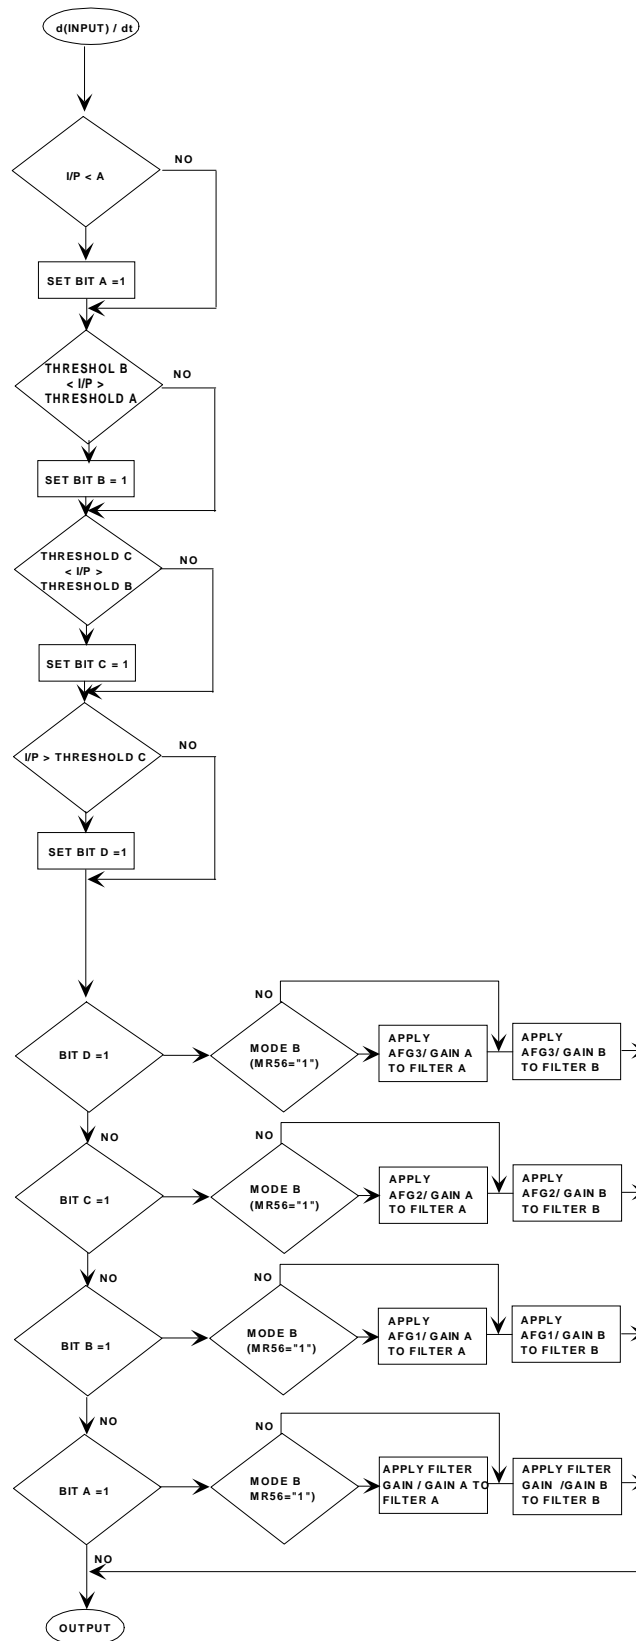 d(INPUT) / dt
NO
I/P < A
SET BIT A =1
THRESHOL B
< I/P >
THRESHOLD A
NO
SET BIT B = 1
THRESHOLD C
< I/P >
THRESHOLD B
NO
SET BIT C = 1
NO
I/P > THRESHOLD C
SET BIT D =1
NO
BIT D =1
MODE B
(MR56="1")
APPLY
AFG3/ GAIN A
TO FILTER A
APPLY
AFG3/ GAIN B
TO FILTER B
NO
NO
BIT C =1
MODE B
(MR56="1")
APPLY
AFG2/ GAIN A
TO FILTER A
APPLY
AFG2/ GAIN B
TO FILTER B
NO
NO
BIT B =1
MODE B
(MR56="1")
APPLY
AFG1/ GAIN A
TO FILTER A
APPLY
AFG1/ GAIN B
TO FILTER B
NO
NO
BIT A =1
MODE B
MR56="1")
APPLY FILTER
GAIN / GAIN A TO
FILTER A
APPLY FILTER
GAIN /GAIN B
TO FILTER B
NO
OUTPUT